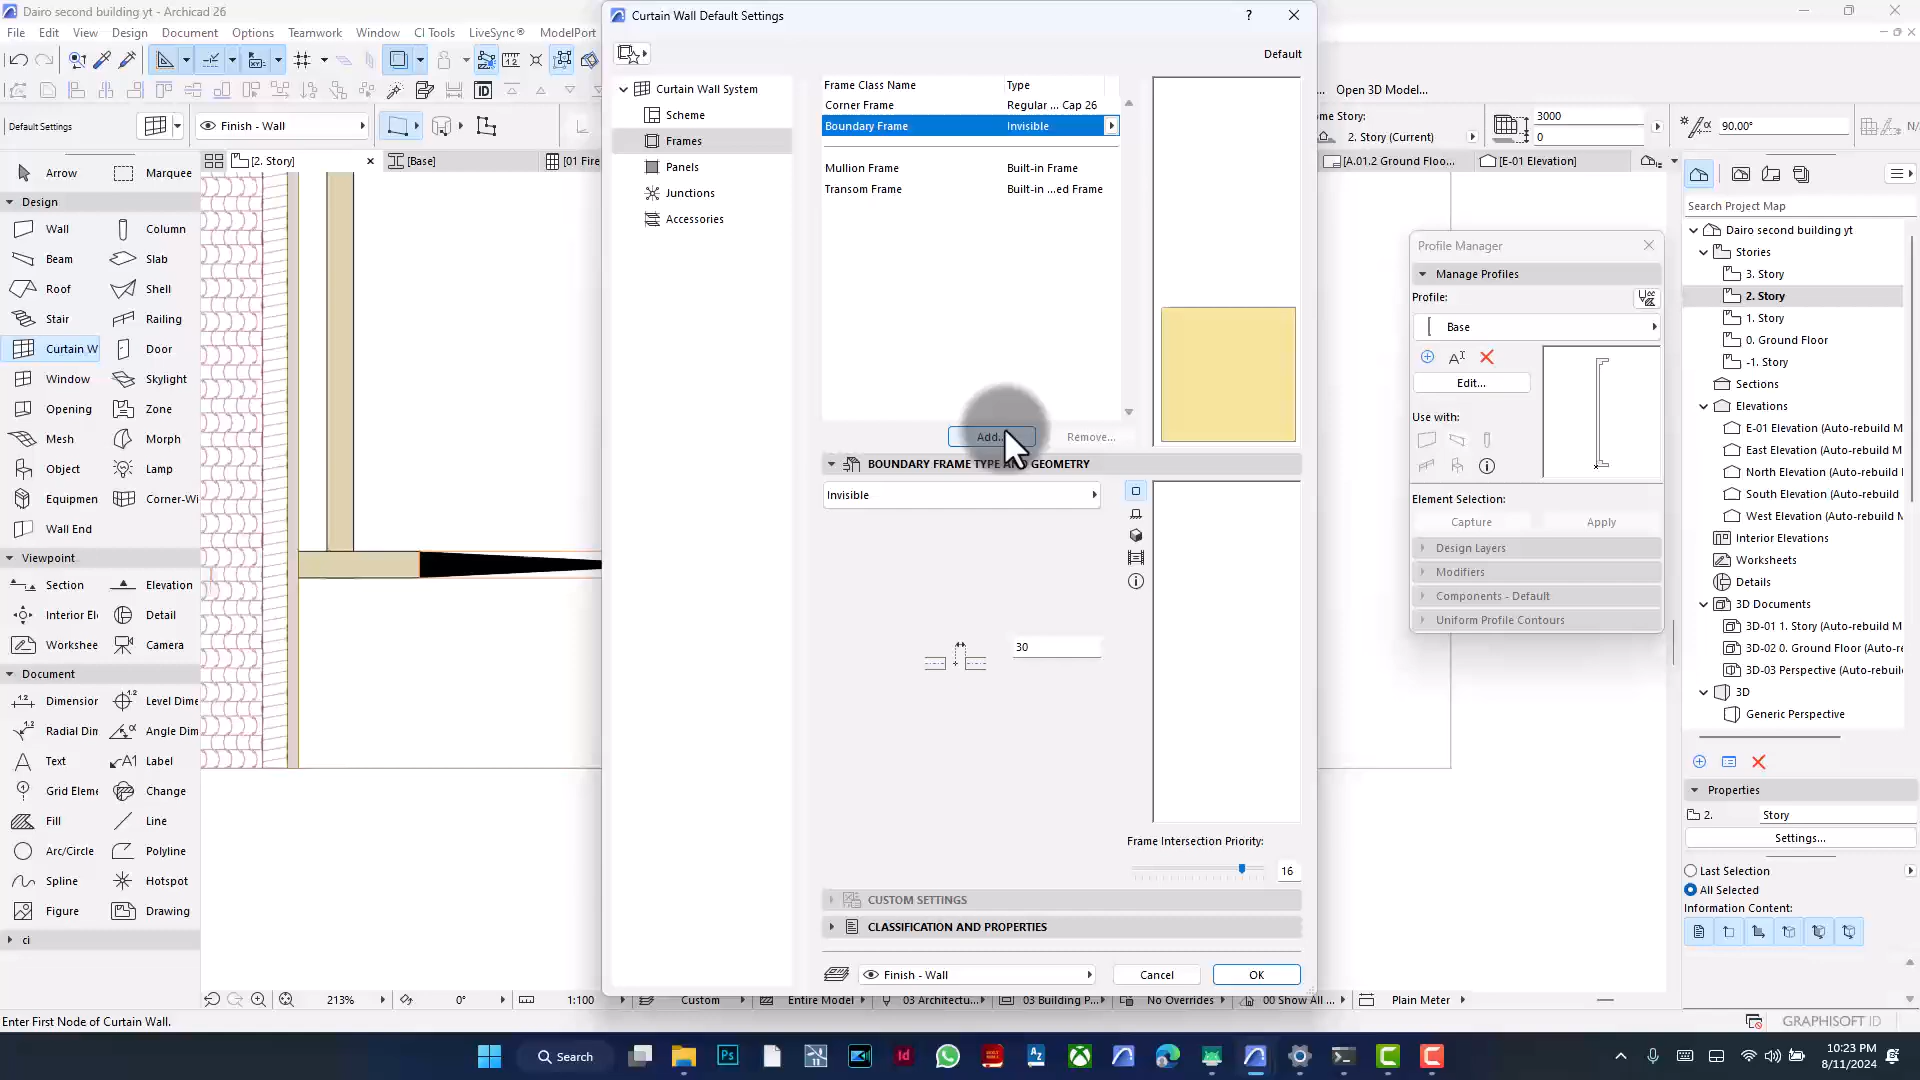 Dairo second building yt - Archicad 26
File Edit View Design Document Options Teamwork Window CI Tools LiveSync® ModelPort
Default Settings
Finish - Wall
[2. Story]
[Base]
[01 Fire
Arrow Marquee
Design
Wall Column
Beam Slab
Roof Shell
Stair Railing
Curtain W Door
Window Skylight
Opening Zone
Mesh Morph
Object Lamp
Equipmen Corner-Wi
Wall End
Viewpoint
Section Elevation
Interior El Detail
Workshee Camera
Document
Dimension Level Dime
Radial Dim Angle Dim
Text Label
Grid Eleme Change
Fill Line
Arc/Circle Polyline
Spline Hotspot
Figure Drawing
ci
Curtain Wall Default Settings
?
Default
Curtain Wall System
Scheme
Frames
Panels
Junctions
Accessories
Frame Class Name Type
Corner Frame Regular ... Cap 26
Boundary Frame Invisible
Mullion Frame Built-in Frame
Transom Frame Built-in ...ed Frame
Add... Remove...
BOUNDARY FRAME TYPE AND GEOMETRY
Invisible
30
Frame Intersection Priority:
16
CUSTOM SETTINGS
CLASSIFICATION AND PROPERTIES
Finish - Wall Cancel OK
... Open 3D Model...
ome Story:
2. Story (Current)
3000
0
90.00°
[A.01.2 Ground Floo...
[E-01 Elevation]
Profile Manager
Manage Profiles
Profile:
Base
Edit...
Use with:
Element Selection:
Capture Apply
Design Layers
Modifiers
Components - Default
Uniform Profile Contours
Search Project Map
Dairo second building yt
Stories
3. Story
2. Story
1. Story
0. Ground Floor
-1. Story
Sections
Elevations
E-01 Elevation (Auto-rebuild M
East Elevation (Auto-rebuild M
North Elevation (Auto-rebuild
South Elevation (Auto-rebuild
West Elevation (Auto-rebuild M
Interior Elevations
Worksheets
Details
3D Documents
3D-01 1. Story (Auto-rebuild M
3D-02 0. Ground Floor (Auto-re
3D-03 Perspective (Auto-rebuild
3D
Generic Perspective
Properties
2. Story
Settings...
Last Selection
All Selected
Information Content:
213% 0° 1:100 Custom Entire Model 03 Architectu... 03 Building P... No Overrides 00 Show All ... Plain Meter
Enter First Node of Curtain Wall.
GRAPHISOFT ID
Search
10:23 PM
8/11/2024